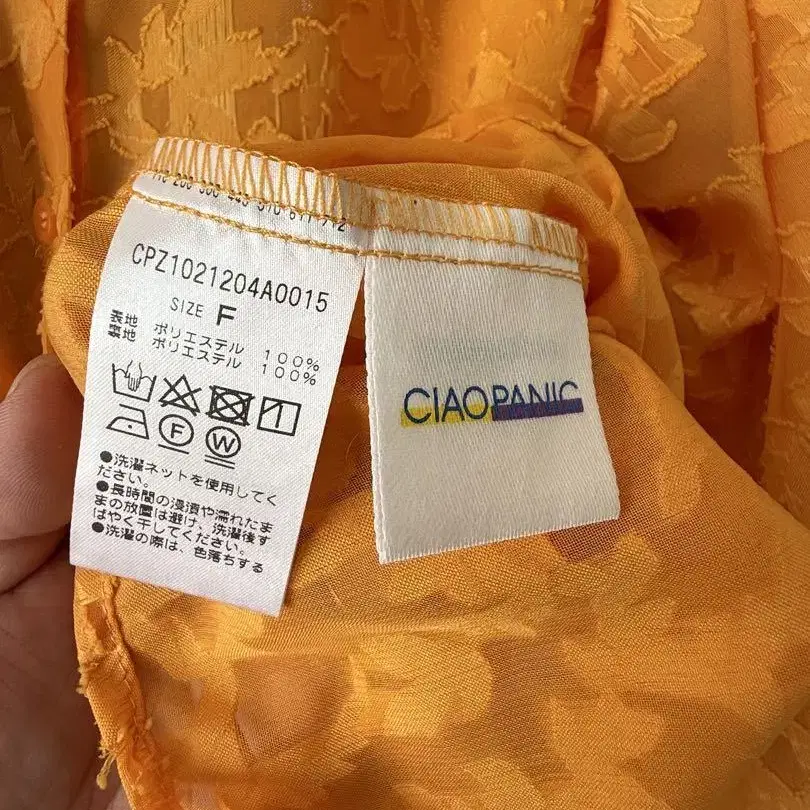 CPZ1021204A0015
SIZE F
表地 ポリエステル 100%
裏地 ポリエステル 100%
F W
●洗濯ネットを使用してく
ださい。
●長時間の浸漬や濡れたま
まの放置は避け、洗濯後す
ばやく干してください。
●洗濯の際は、色落ちする
CIAOPANIC